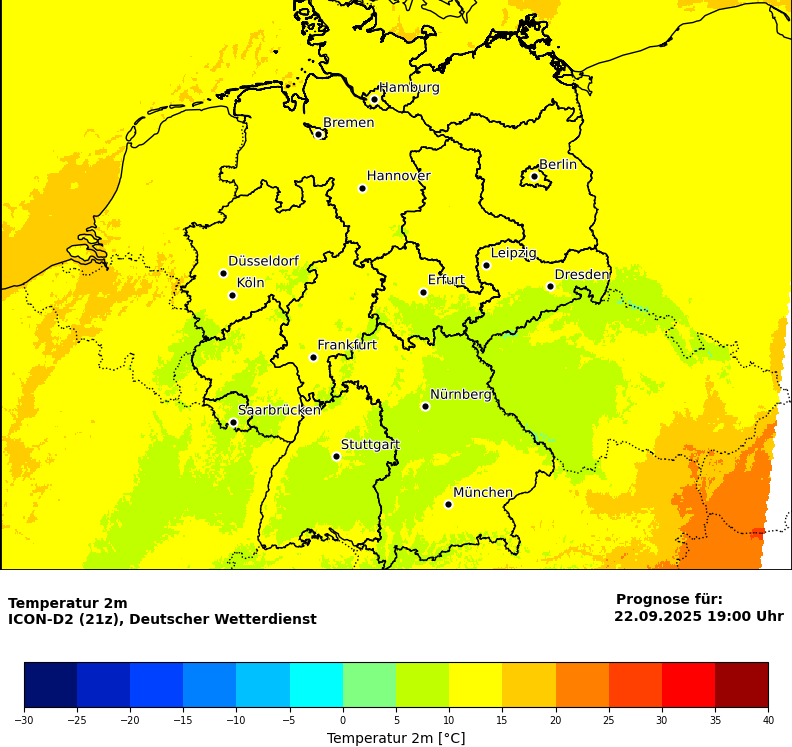 Hamburg
Bremen
Berlin
Hannover
Leipzig
Düsseldorf
Dresden
Köln
Erfurt
Frankfurt
Nürnberg
Saarbrücken
Stuttgart
München
Temperatur 2m
ICON-D2 (21z), Deutscher Wetterdienst
Prognose für:
22.09.2025 19:00 Uhr
−30 −25 −20 −15 −10 −5 0 5 10 15 20 25 30 35 40
Temperatur 2m [°C]